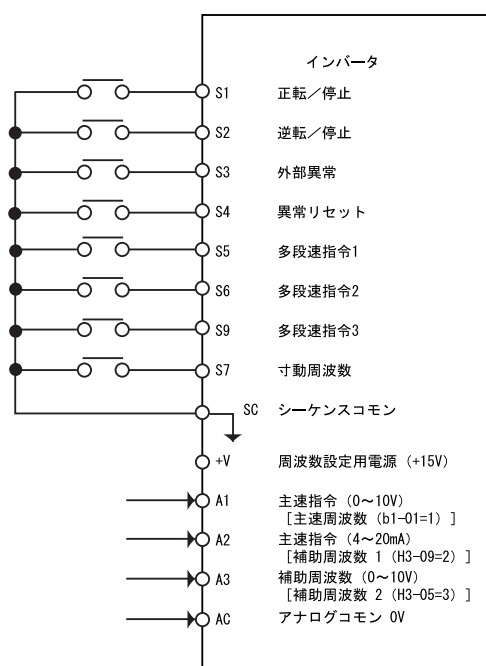 インバータ
S1 正転／停止
S2 逆転／停止
S3 外部異常
S4 異常リセット
S5 多段速指令1
S6 多段速指令2
S9 多段速指令3
S7 寸動周波数
SC シーケンスコモン
+V 周波数設定用電源（+15V）
A1 主速指令（0～10V）
［主速周波数（b1-01=1）］
A2 主速指令（4～20mA）
［補助周波数 1（H3-09=2）］
A3 補助周波数（0～10V）
［補助周波数 2（H3-05=3）］
AC アナログコモン 0V